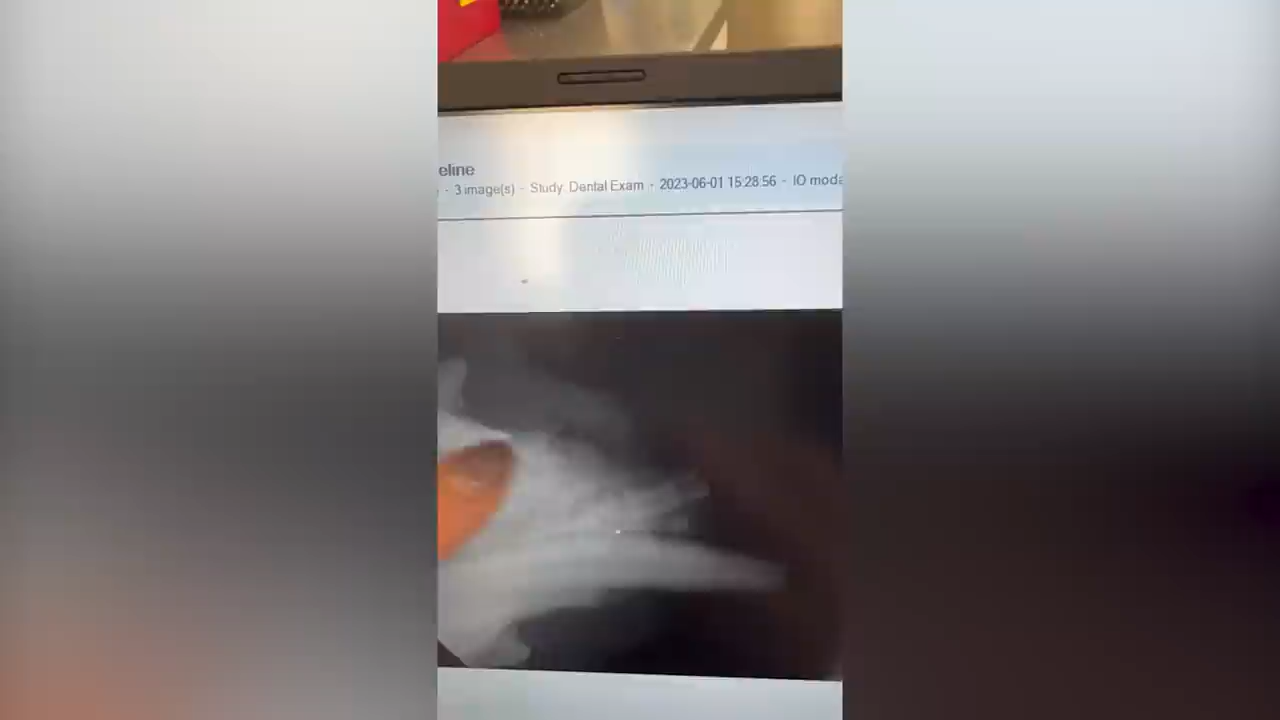 eline
· 3 image(s) · Study: Dental Exam · 2023-06-01 15:28:56 · IO moda